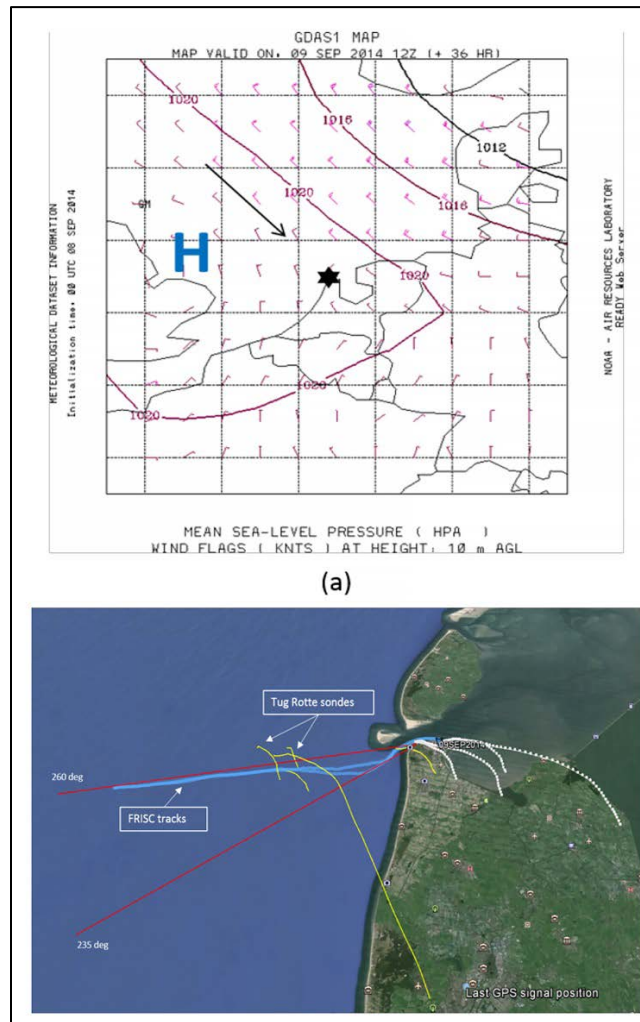 GDAS1 MAP
MAP VALID ON, 09 SEP 2014 12Z (+ 36 HR)
METEOROLOGICAL DATASET INFORMATION
Initialization time: 00 UTC 08 SEP 2014
1020
1016
1012
1020
1016
GM
H
1020
1020
1020
NOAA - AIR RESOURCES LABORATORY
READY Web Server
MEAN SEA-LEVEL PRESSURE ( HPA )
WIND FLAGS ( KNTS ) AT HEIGHT: 10 m AGL
(a)
Tug Rotte sondes
09SEP2014
260 deg
FRISC tracks
235 deg
Last GPS signal position